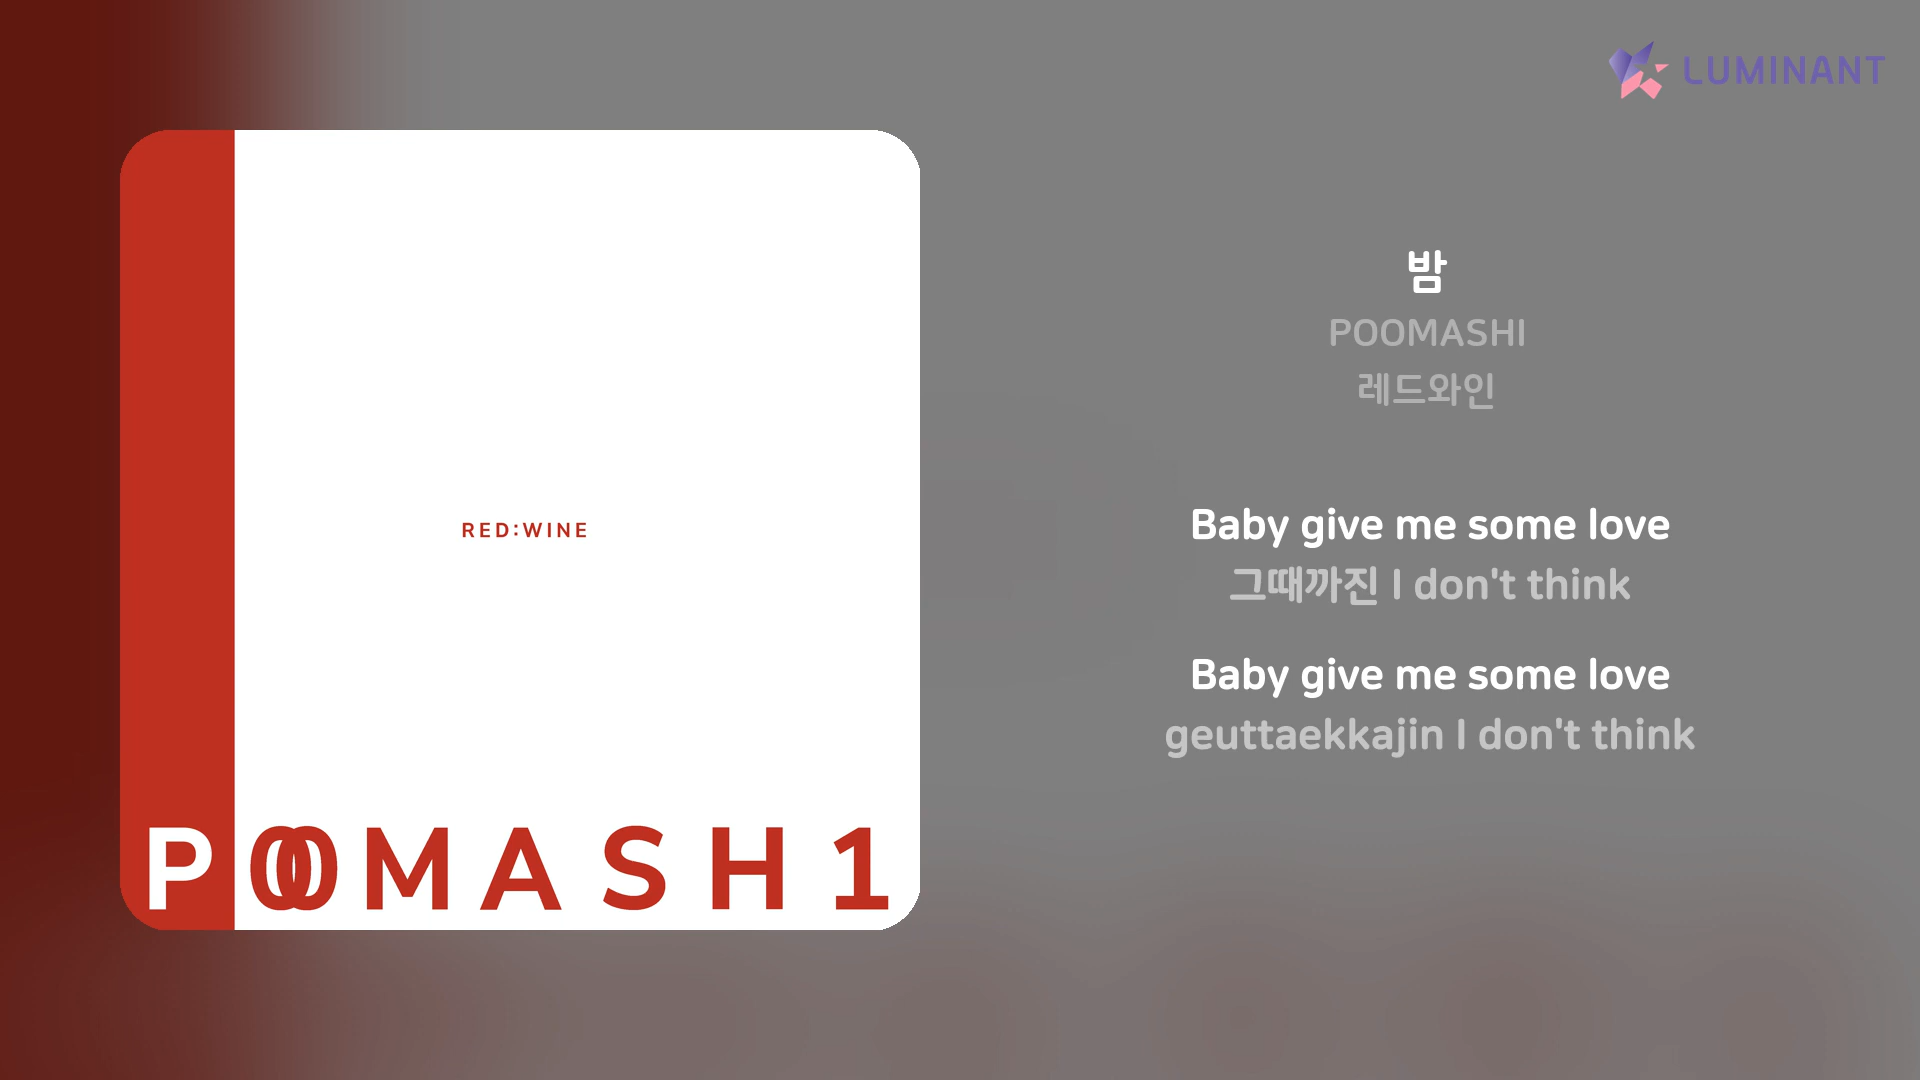 LUMINANT
RED:WINE
P00MASH1
밤
POOMASHI
레드와인
Baby give me some love
그때까진 I don't think
Baby give me some love
geuttaekkajin I don't think